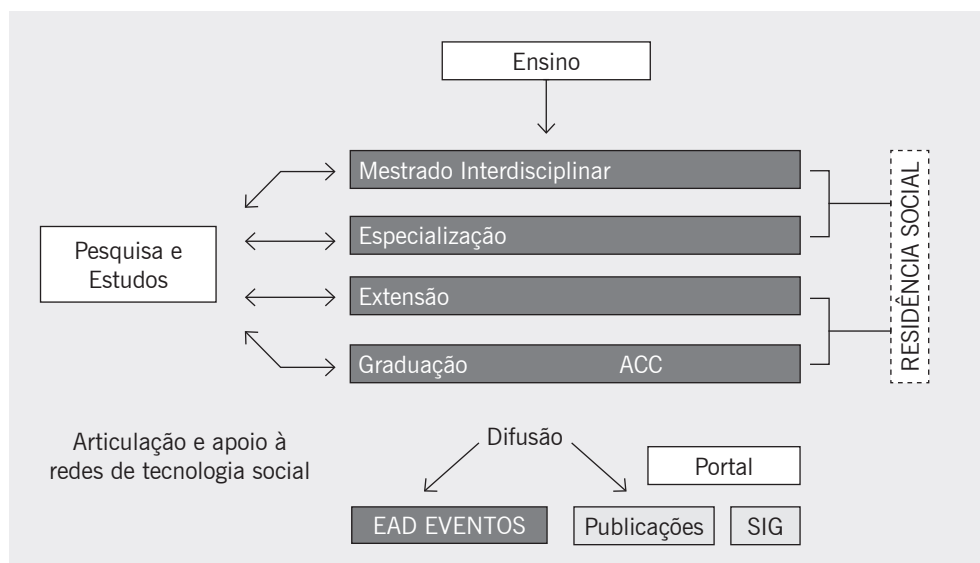 Ensino
Mestrado Interdisciplinar
Especialização
Pesquisa e
Estudos
Extensão
Graduação ACC
RESIDÊNCIA SOCIAL
Articulação e apoio à
redes de tecnologia social
Difusão
Portal
EAD EVENTOS
Publicações
SIG